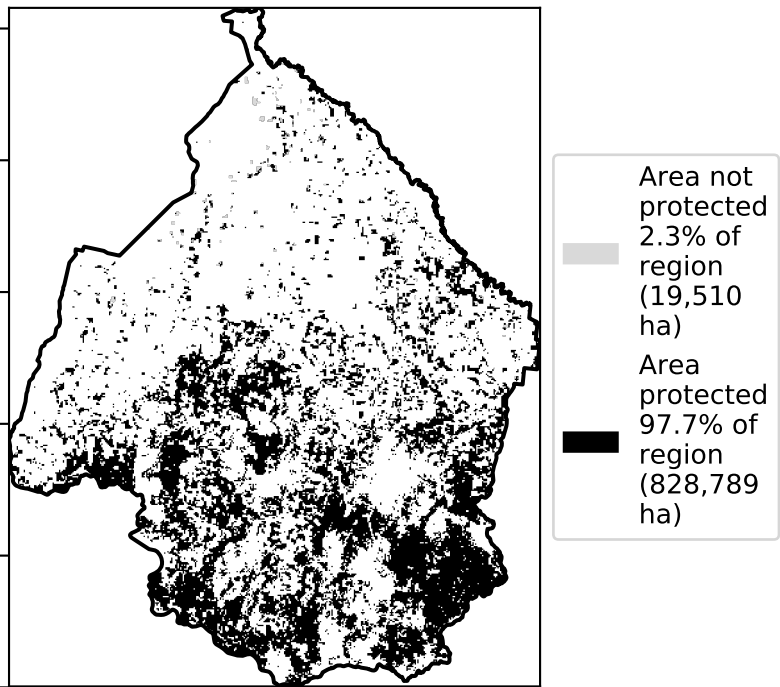 Area not
protected
2.3% of
region
(19,510
ha)
Area
protected
97.7% of
region
(828,789
ha)